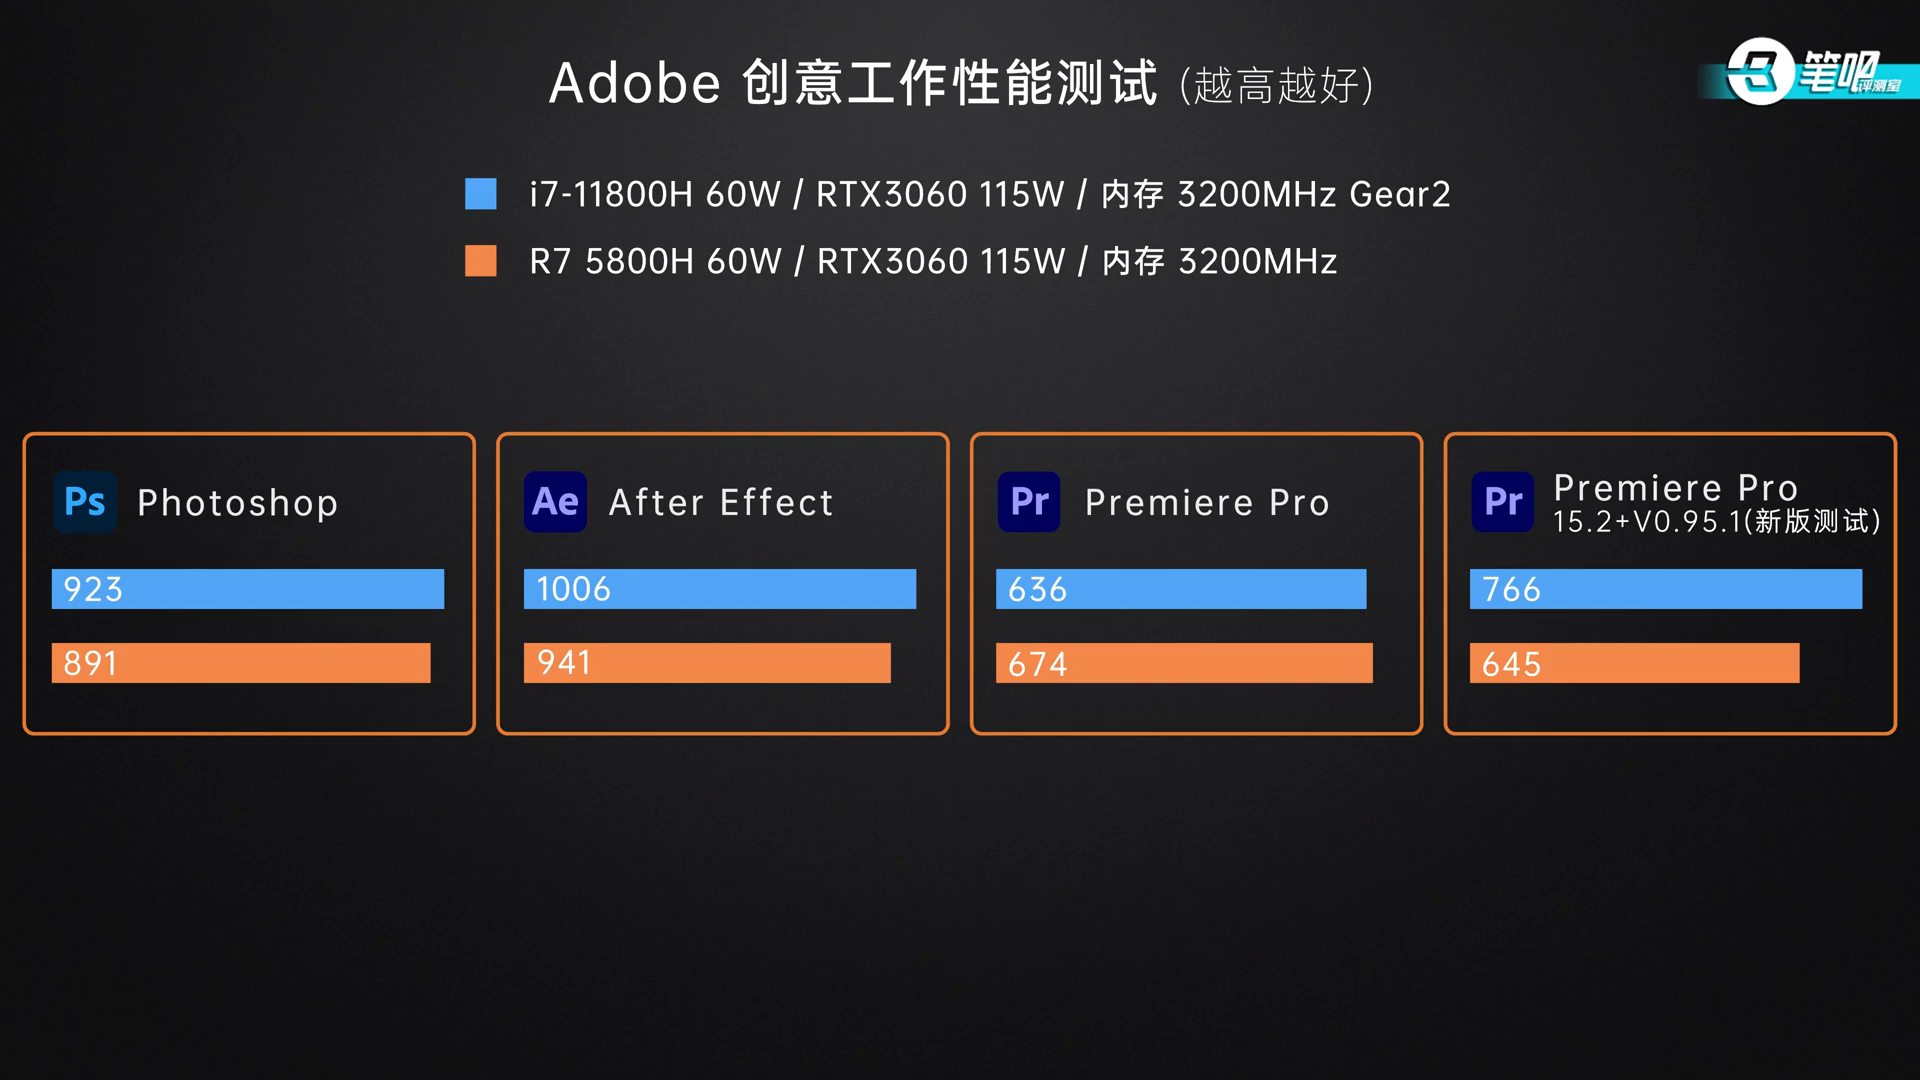 Adobe 创意工作性能测试 (越高越好)
笔吧
评测室
i7-11800H 60W / RTX3060 115W / 内存 3200MHz Gear2
R7 5800H 60W / RTX3060 115W / 内存 3200MHz
Ps Photoshop
923
891
Ae After Effect
1006
941
Pr Premiere Pro
636
674
Pr Premiere Pro
15.2+V0.95.1(新版测试)
766
645